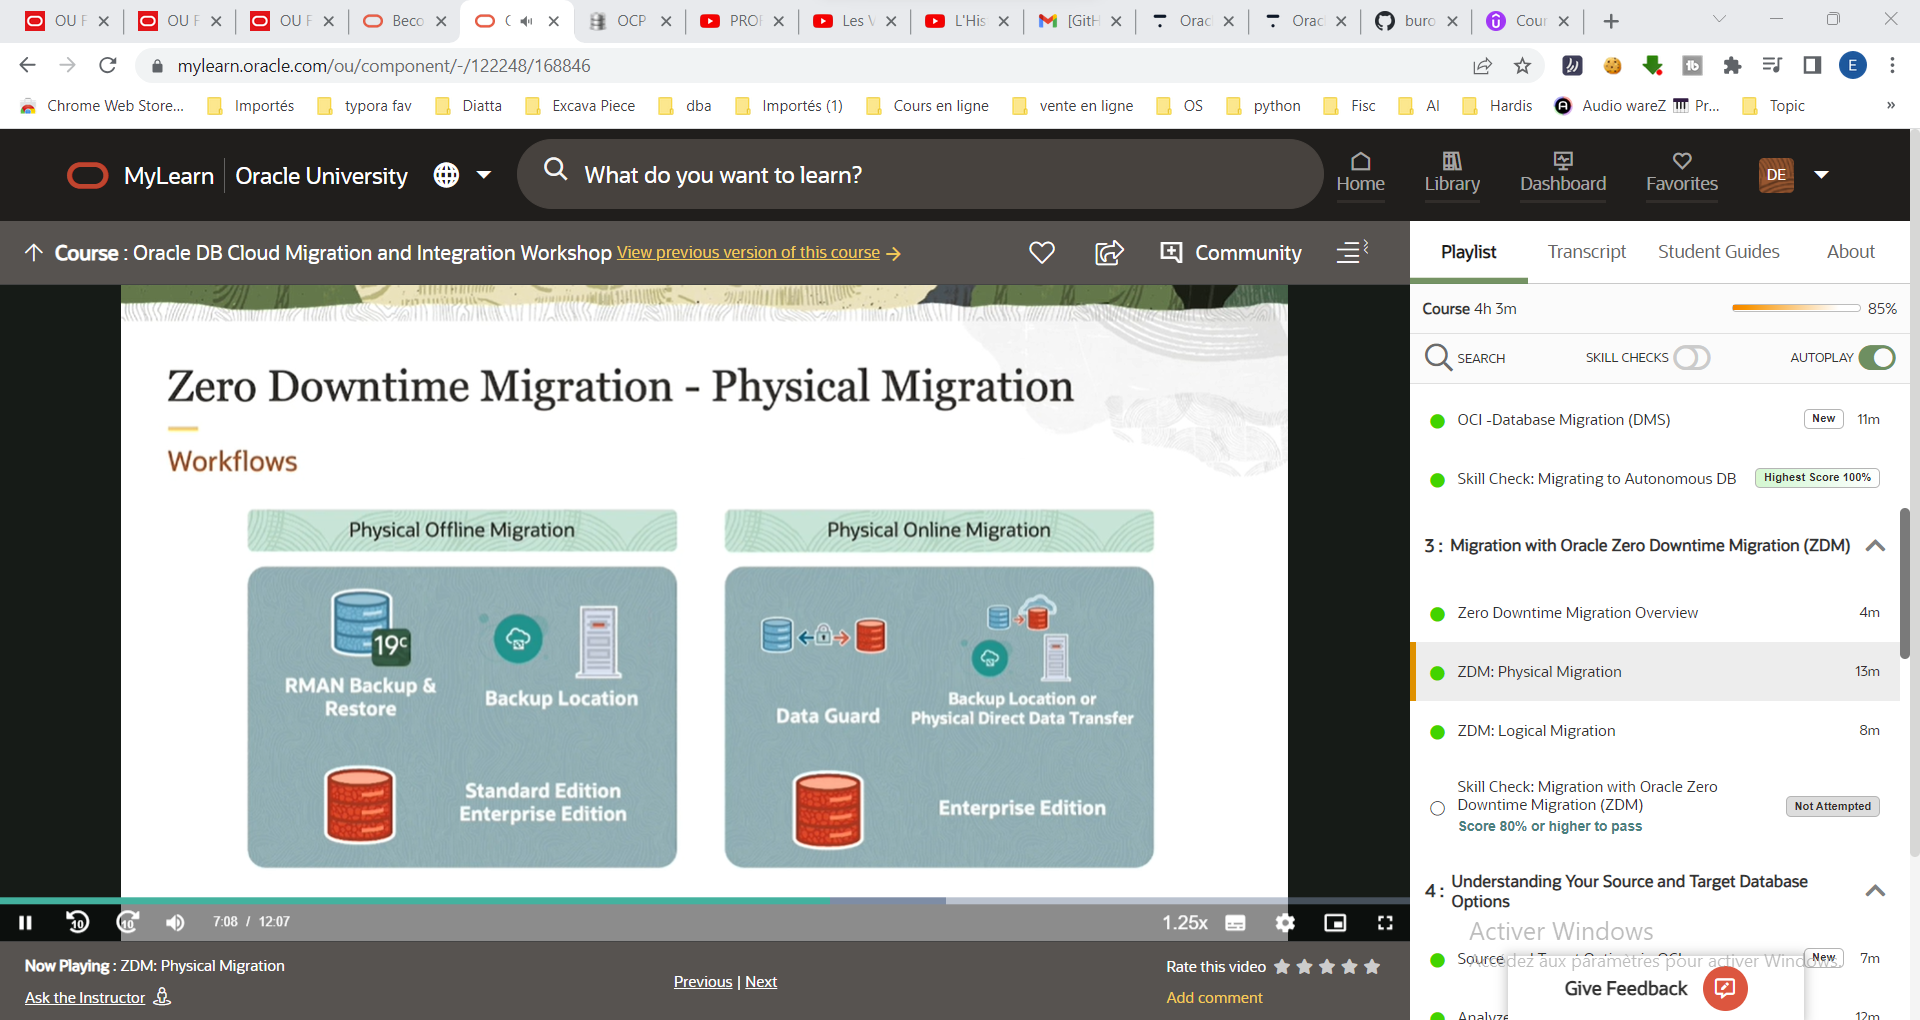 OU F
OU F
OU F
Beco
OCP
PROF
Les V
L'His
[GitH
Orac
Orac
buro
Cour
mylearn.oracle.com/ou/component/-/122248/168846
E
Chrome Web Store...
Importés
typora fav
Diatta
Excava Piece
dba
Importés (1)
Cours en ligne
vente en ligne
OS
python
Fisc
AI
Hardis
Audio wareZ
Pr...
Topic
»
MyLearn
Oracle University
What do you want to learn?
Home
Library
Dashboard
Favorites
DE
Course : Oracle DB Cloud Migration and Integration Workshop View previous version of this course
Community
Playlist
Transcript
Student Guides
About
Course 4h 3m
85%
SEARCH
SKILL CHECKS
AUTOPLAY
Zero Downtime Migration - Physical Migration
Workflows
Physical Offline Migration
19c
RMAN Backup &
Restore
Backup Location
Standard Edition
Enterprise Edition
Physical Online Migration
Data Guard
Backup Location or
Physical Direct Data Transfer
Enterprise Edition
OCI -Database Migration (DMS)
New
11m
Skill Check: Migrating to Autonomous DB
Highest Score 100%
3 : Migration with Oracle Zero Downtime Migration (ZDM)
Zero Downtime Migration Overview
4m
ZDM: Physical Migration
13m
ZDM: Logical Migration
8m
Skill Check: Migration with Oracle Zero
Downtime Migration (ZDM)
Score 80% or higher to pass
Not Attempted
4 : Understanding Your Source and Target Database
Options
Activer Windows
Accédez aux paramètres pour activer Windows.
New
7m
Give Feedback
Analyze
12m
10
10
7:08 / 12:07
1.25x
Now Playing : ZDM: Physical Migration
Ask the Instructor
Previous | Next
Rate this video
Add comment